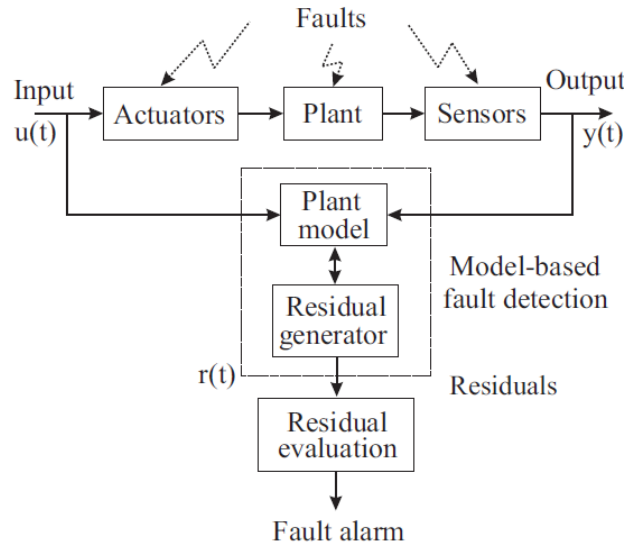 Faults
Input
Output
Actuators
Plant
Sensors
u(t)
y(t)
Plant
model
Model-based
fault detection
Residual
generator
r(t)
Residuals
Residual
evaluation
Fault alarm